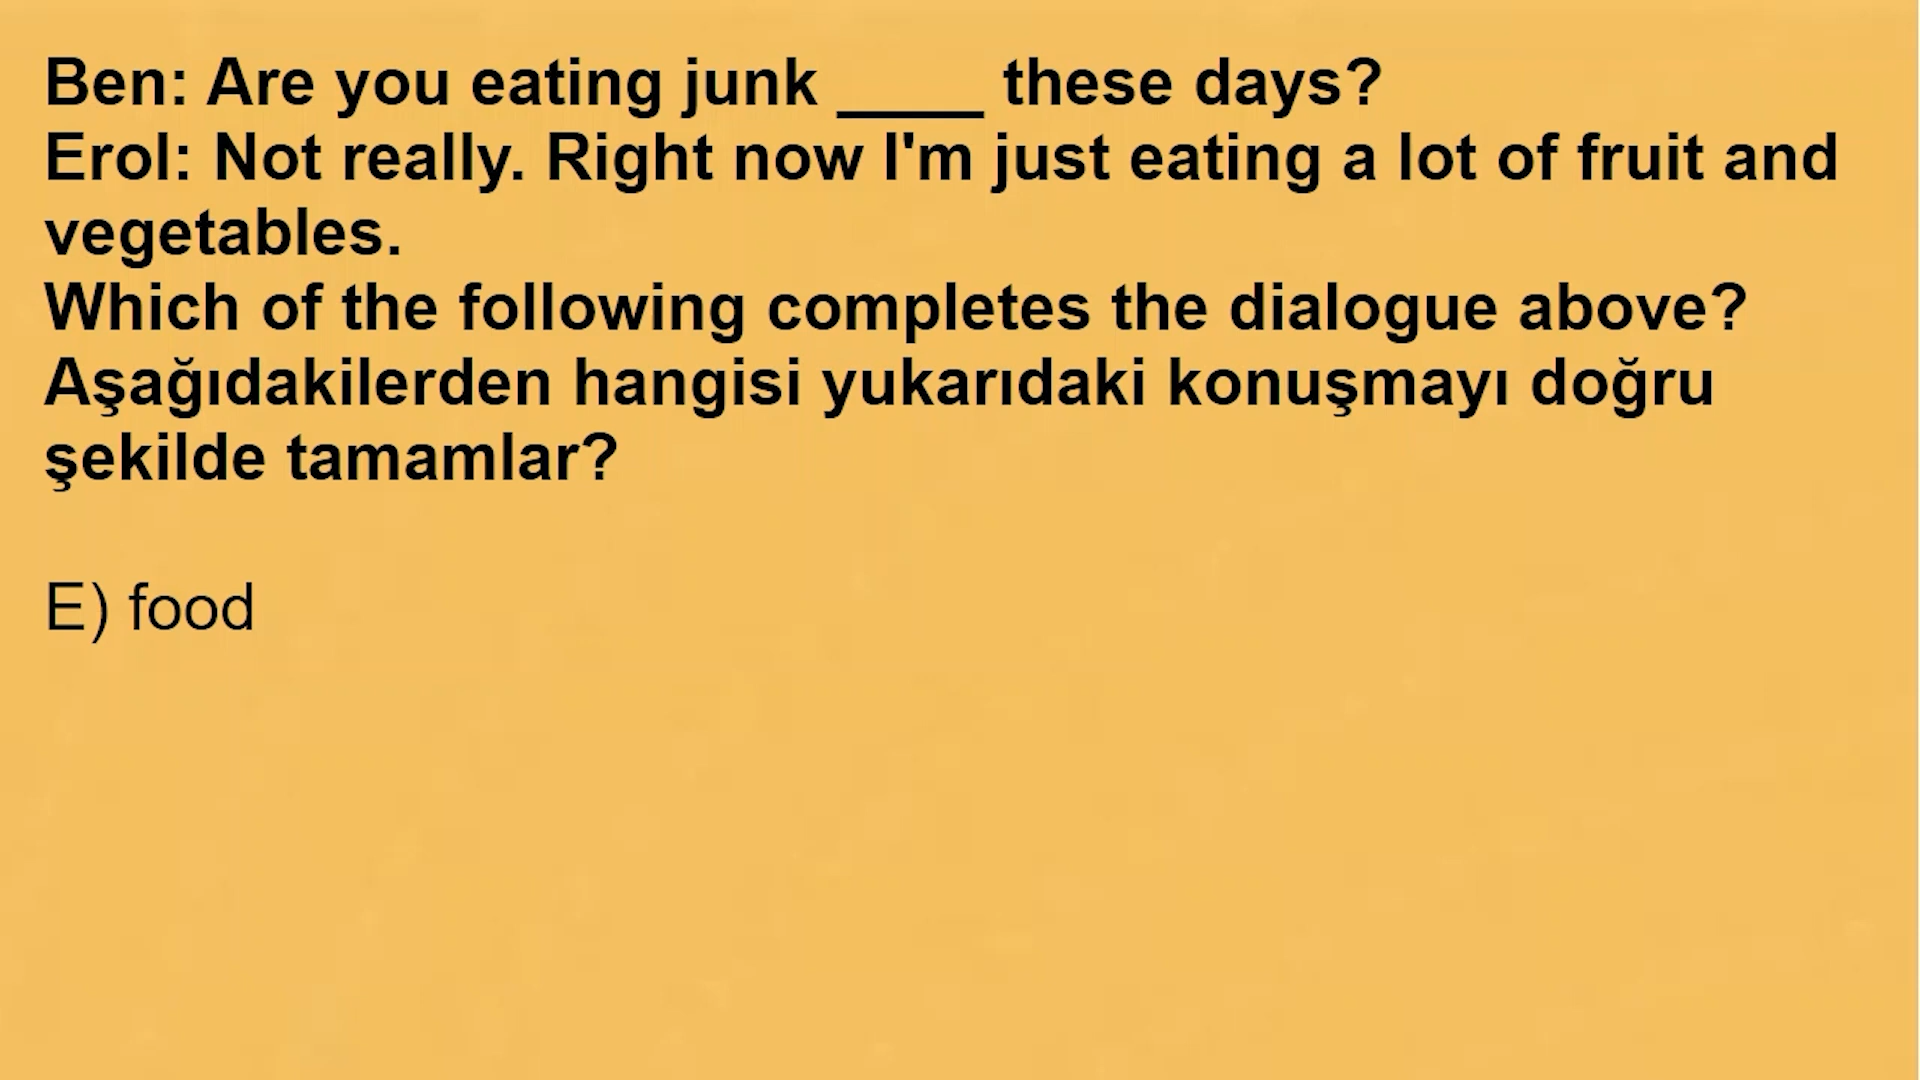 Ben: Are you eating junk ____ these days?
Erol: Not really. Right now I'm just eating a lot of fruit and
vegetables.
Which of the following completes the dialogue above?
Aşağıdakilerden hangisi yukarıdaki konuşmayı doğru
şekilde tamamlar?
E) food